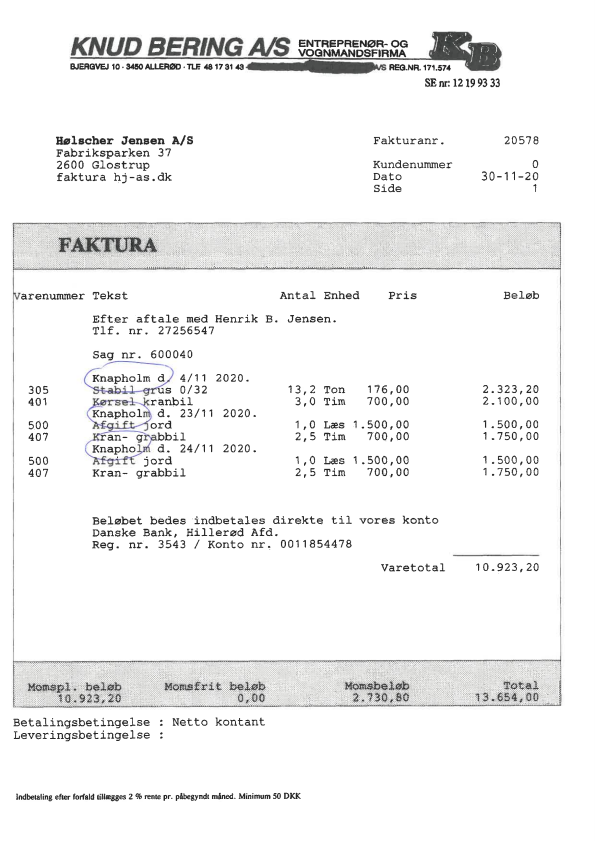 KNUD BERING A/S ENTREPRENØR- OG VOGNMANDSFIRMA KB
BJERGVEJ 10 - 3450 ALLERØD - TLF 48 17 31 43 A/S REG.NR. 171.574
SE nr: 12 19 93 33
Hølscher Jensen A/S
Fabriksparken 37
2600 Glostrup
faktura hj-as.dk
Fakturanr. 20578
Kundenummer 0
Dato 30-11-20
Side 1
FAKTURA
Varenummer Tekst Antal Enhed Pris Beløb
Efter aftale med Henrik B. Jensen.
Tlf. nr. 27256547
Sag nr. 600040
Knapholm d. 4/11 2020.
305 Stabil grus 0/32 13,2 Ton 176,00 2.323,20
401 Kørsel kranbil 3,0 Tim 700,00 2.100,00
Knapholm d. 23/11 2020.
500 Afgift jord 1,0 Læs 1.500,00 1.500,00
407 Kran- grabbil 2,5 Tim 700,00 1.750,00
Knapholm d. 24/11 2020.
500 Afgift jord 1,0 Læs 1.500,00 1.500,00
407 Kran- grabbil 2,5 Tim 700,00 1.750,00
Beløbet bedes indbetales direkte til vores konto
Danske Bank, Hillerød Afd.
Reg. nr. 3543 / Konto nr. 0011854478
Varetotal 10.923,20
Momspl. beløb Momsfrit beløb Momsbeløb Total
10.923,20 0,00 2.730,80 13.654,00
Betalingsbetingelse : Netto kontant
Leveringsbetingelse :
Indbetaling efter forfald tillægges 2 % rente pr. påbegyndt måned. Minimum 50 DKK